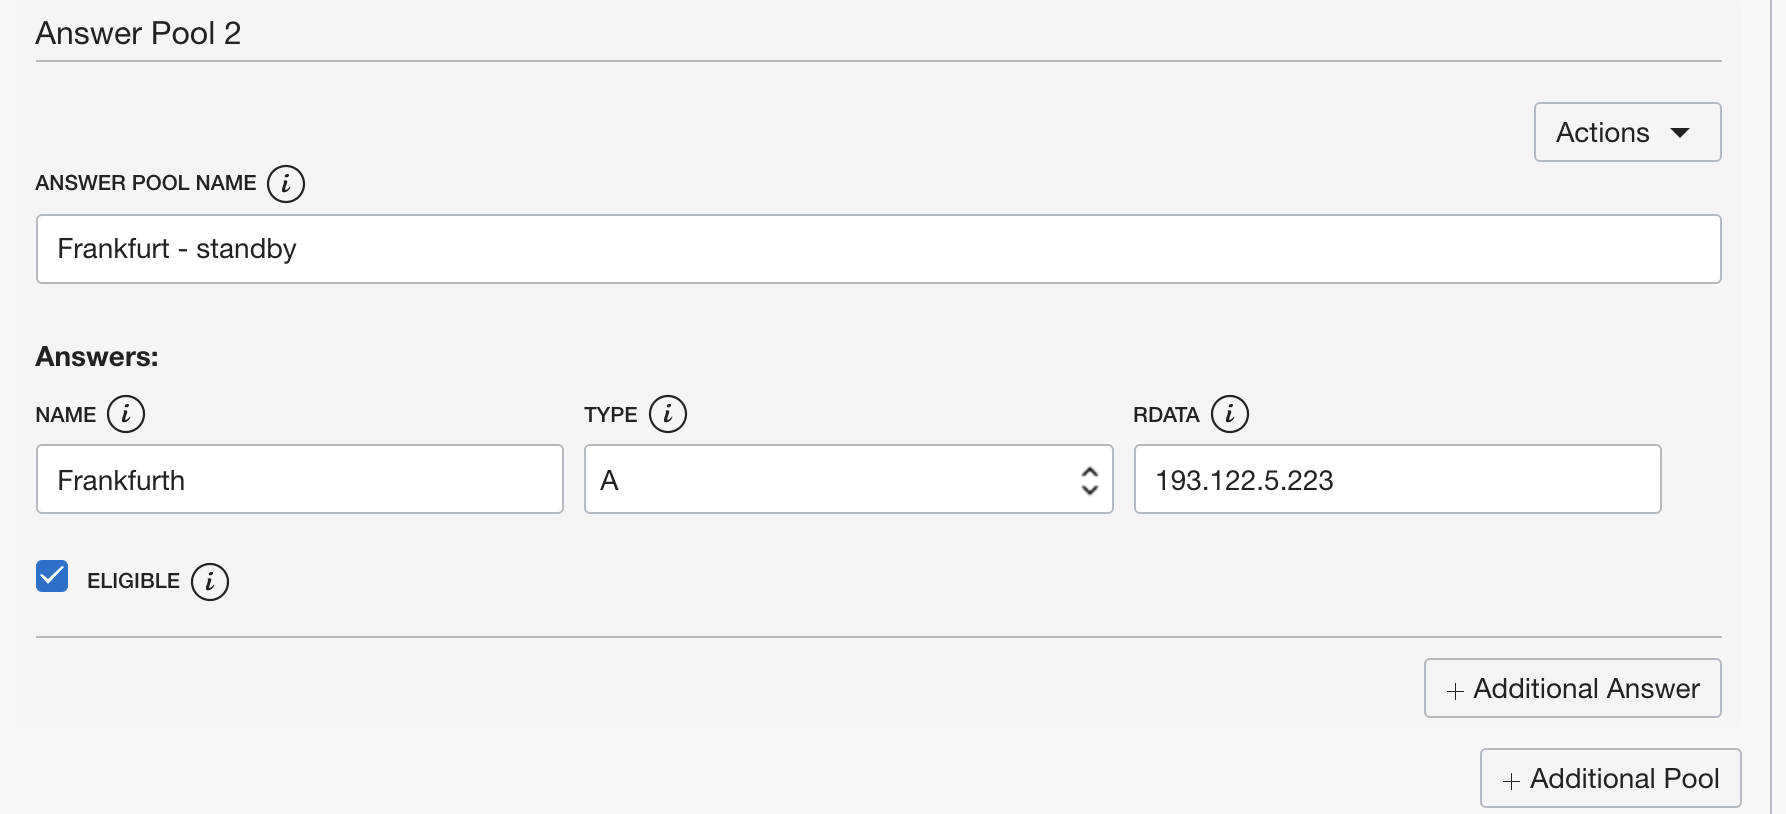 Answer Pool 2
Actions
ANSWER POOL NAME i
Frankfurt - standby
Answers:
NAME i TYPE i RDATA i
Frankfurth A 193.122.5.223
ELIGIBLE i
+ Additional Answer
+ Additional Pool